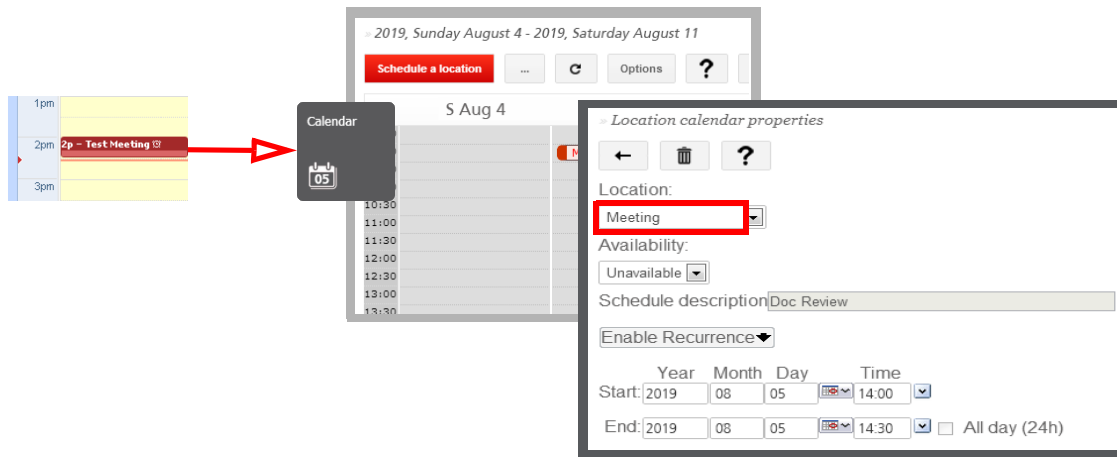 1pm
2pm
2p – Test Meeting
3pm
Calendar
05
» 2019, Sunday August 4 - 2019, Saturday August 11
Schedule a location
...
Options
?
S Aug 4
10:30
11:00
11:30
12:00
12:30
13:00
13:30
M
» Location calendar properties
?
Location:
Meeting
Availability:
Unavailable
Schedule description Doc Review
Enable Recurrence
Year Month Day Time
Start: 2019 08 05 14:00
End: 2019 08 05 14:30 All day (24h)